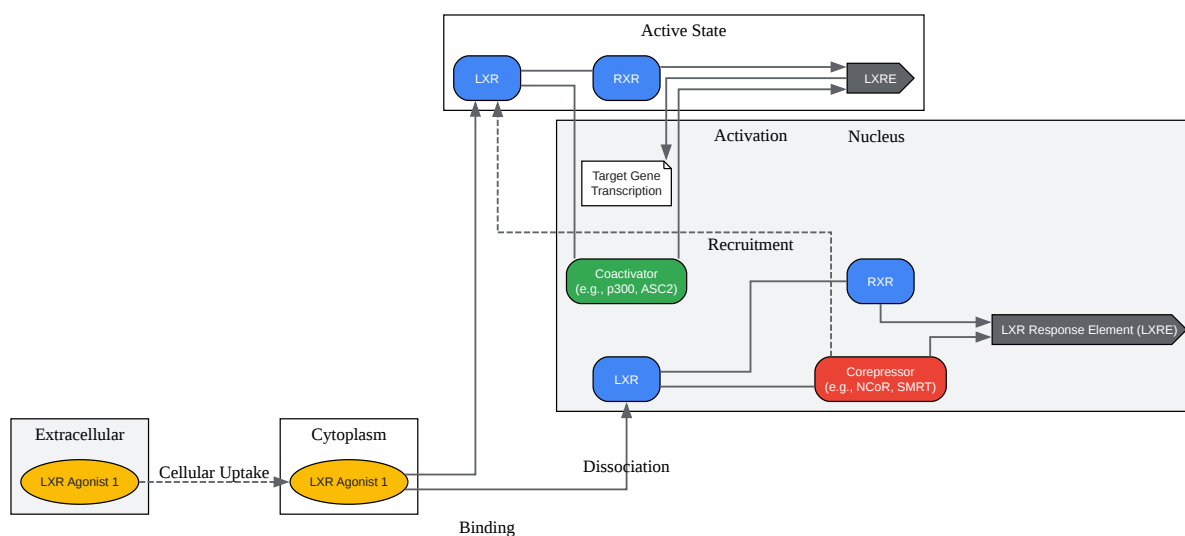 Active State
LXR
RXR
LXRE
Activation
Nucleus
Target Gene
Transcription
Recruitment
Coactivator
(e.g., p300, ASC2)
RXR
LXR Response Element (LXRE)
LXR
Corepressor
(e.g., NCoR, SMRT)
Extracellular
Cytoplasm
LXR Agonist 1
Cellular Uptake
LXR Agonist 1
Dissociation
Binding